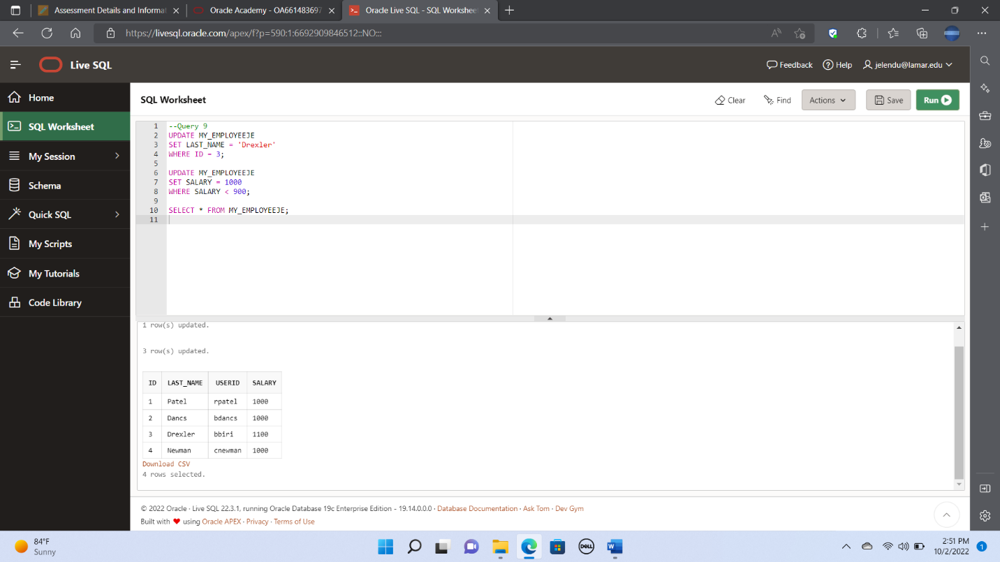 Assessment Details and Informat
Oracle Academy - OA661483697
Oracle Live SQL - SQL Workshee
https://livesql.oracle.com/apex/f?p=590:1:6692909846512::NO:::
Live SQL
Feedback
Help
jelendu@lamar.edu
Home
SQL Worksheet
My Session
Schema
Quick SQL
My Scripts
My Tutorials
Code Library
SQL Worksheet
Clear
Find
Actions
Save
Run
1 --Query 9
2 UPDATE MY_EMPLOYEEJE
3 SET LAST_NAME = 'Drexler'
4 WHERE ID = 3;
5
6 UPDATE MY_EMPLOYEEJE
7 SET SALARY = 1000
8 WHERE SALARY < 900;
9
10 SELECT * FROM MY_EMPLOYEEJE;
11
1 row(s) updated.
3 row(s) updated.
ID LAST_NAME USERID SALARY
1 Patel rpatel 1000
2 Dancs bdancs 1000
3 Drexler bbiri 1100
4 Newman cnewman 1000
Download CSV
4 rows selected.
© 2022 Oracle · Live SQL 22.3.1, running Oracle Database 19c Enterprise Edition - 19.14.0.0.0 · Database Documentation · Ask Tom · Dev Gym
Built with ❤ using Oracle APEX · Privacy · Terms of Use
84°F
Sunny
DELL
W
2:51 PM
10/2/2022
1